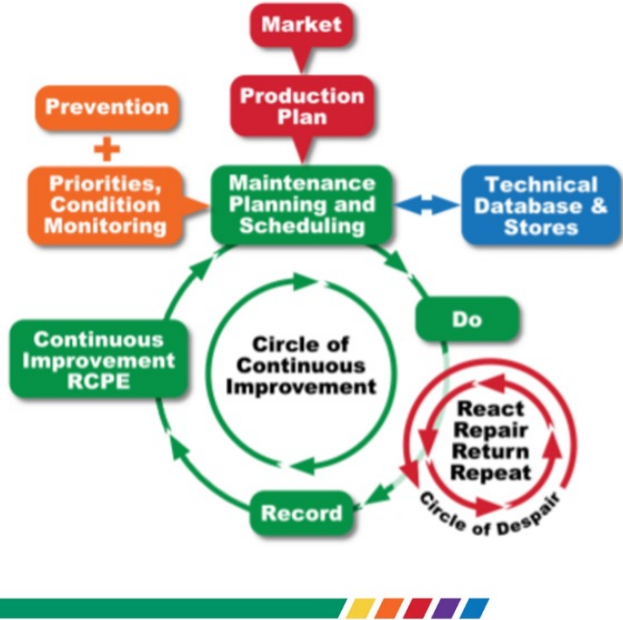 Market
Production
Plan
Prevention
+
Priorities,
Condition
Monitoring
Maintenance
Planning and
Scheduling
Technical
Database &
Stores
Do
Continuous
Improvement
RCPE
Circle of
Continuous
Improvement
React
Repair
Return
Repeat
Circle of Despair
Record